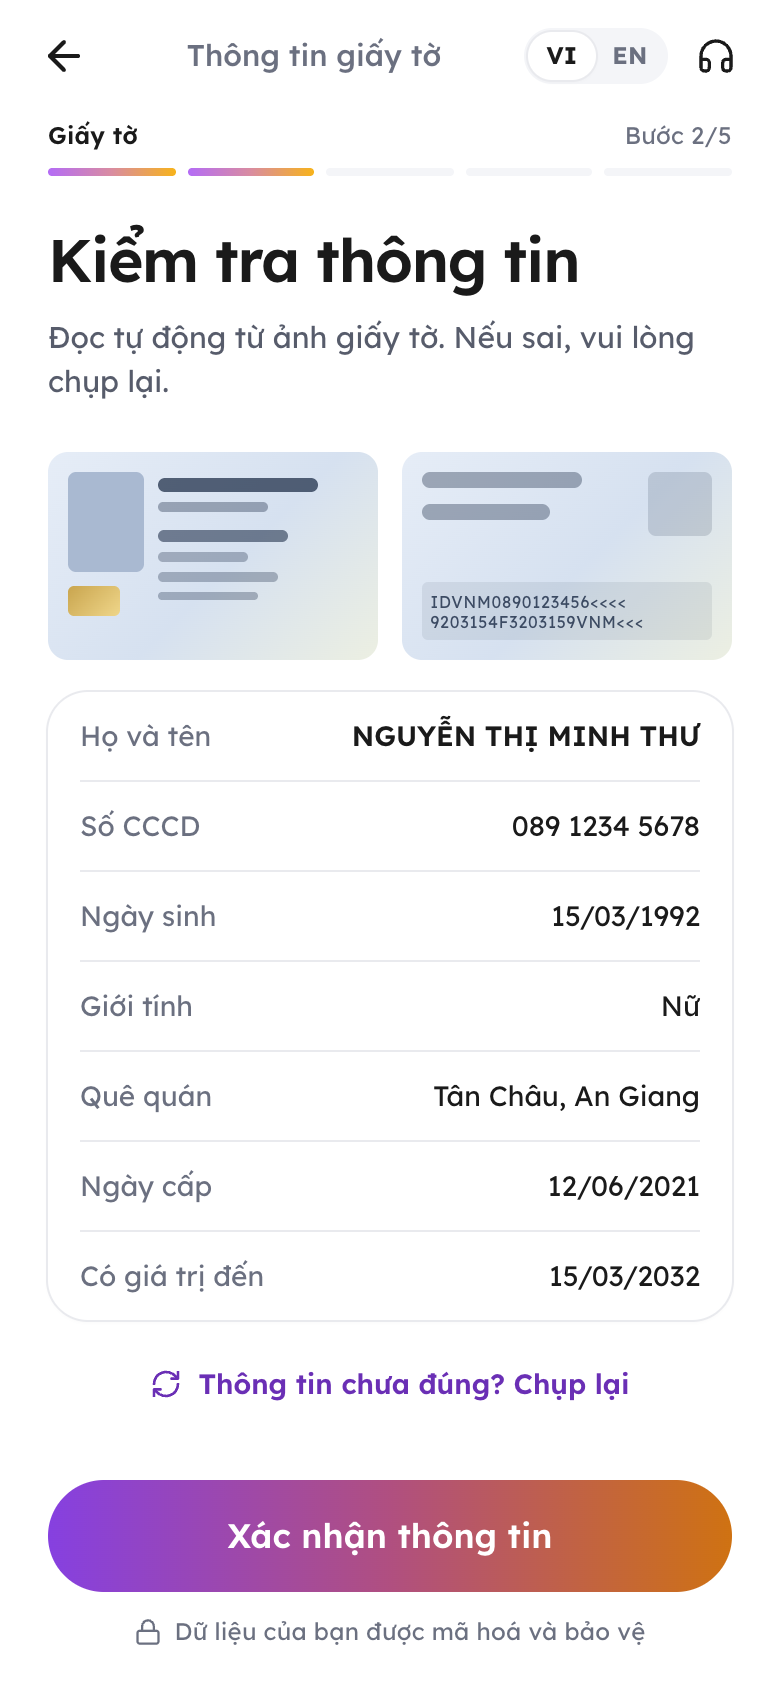 Thông tin giấy tờ
VI EN
Giấy tờ
Bước 2/5
Kiểm tra thông tin
Đọc tự động từ ảnh giấy tờ. Nếu sai, vui lòng
chụp lại.
IDVNM0890123456<<<<
9203154F3203159VNM<<<
Họ và tên NGUYỄN THỊ MINH THƯ
Số CCCD 089 1234 5678
Ngày sinh 15/03/1992
Giới tính Nữ
Quê quán Tân Châu, An Giang
Ngày cấp 12/06/2021
Có giá trị đến 15/03/2032
Thông tin chưa đúng? Chụp lại
Xác nhận thông tin
Dữ liệu của bạn được mã hoá và bảo vệ